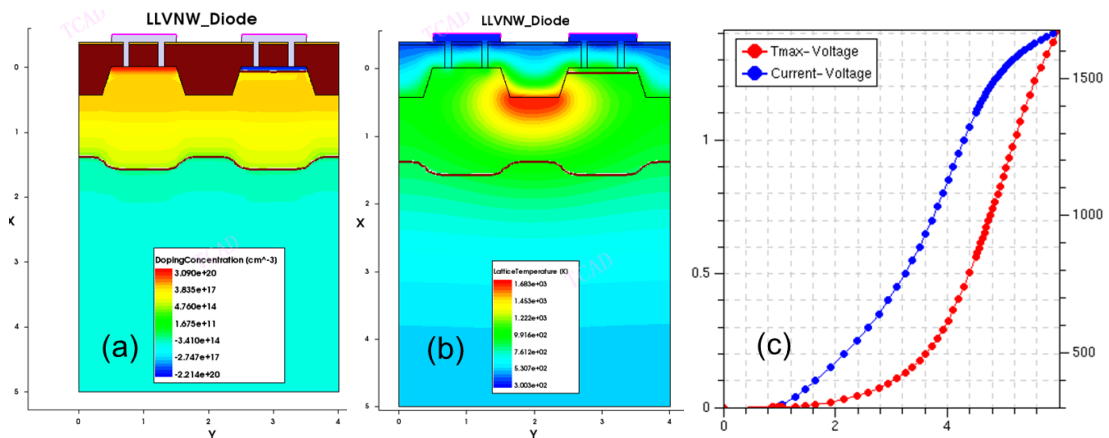 LLVNW_Diode
TCAD
0
1
2
3
4
5
X
0
1
2
3
4
Y
DopingConcentration (cm^-3)
3.090e+20
3.835e+17
4.760e+14
1.675e+11
-3.410e+14
-2.747e+17
-2.214e+20
TCAD
(a)
LLVNW_Diode
TCAD
0
1
2
3
4
5
X
0
1
2
3
4
Y
LatticeTemperature (K)
1.683e+03
1.453e+03
1.222e+03
9.916e+02
7.612e+02
5.307e+02
3.003e+02
TCAD
(b)
Tmax-Voltage
Current-Voltage
1
0.5
0
0
2
4
1500
1000
500
(c)